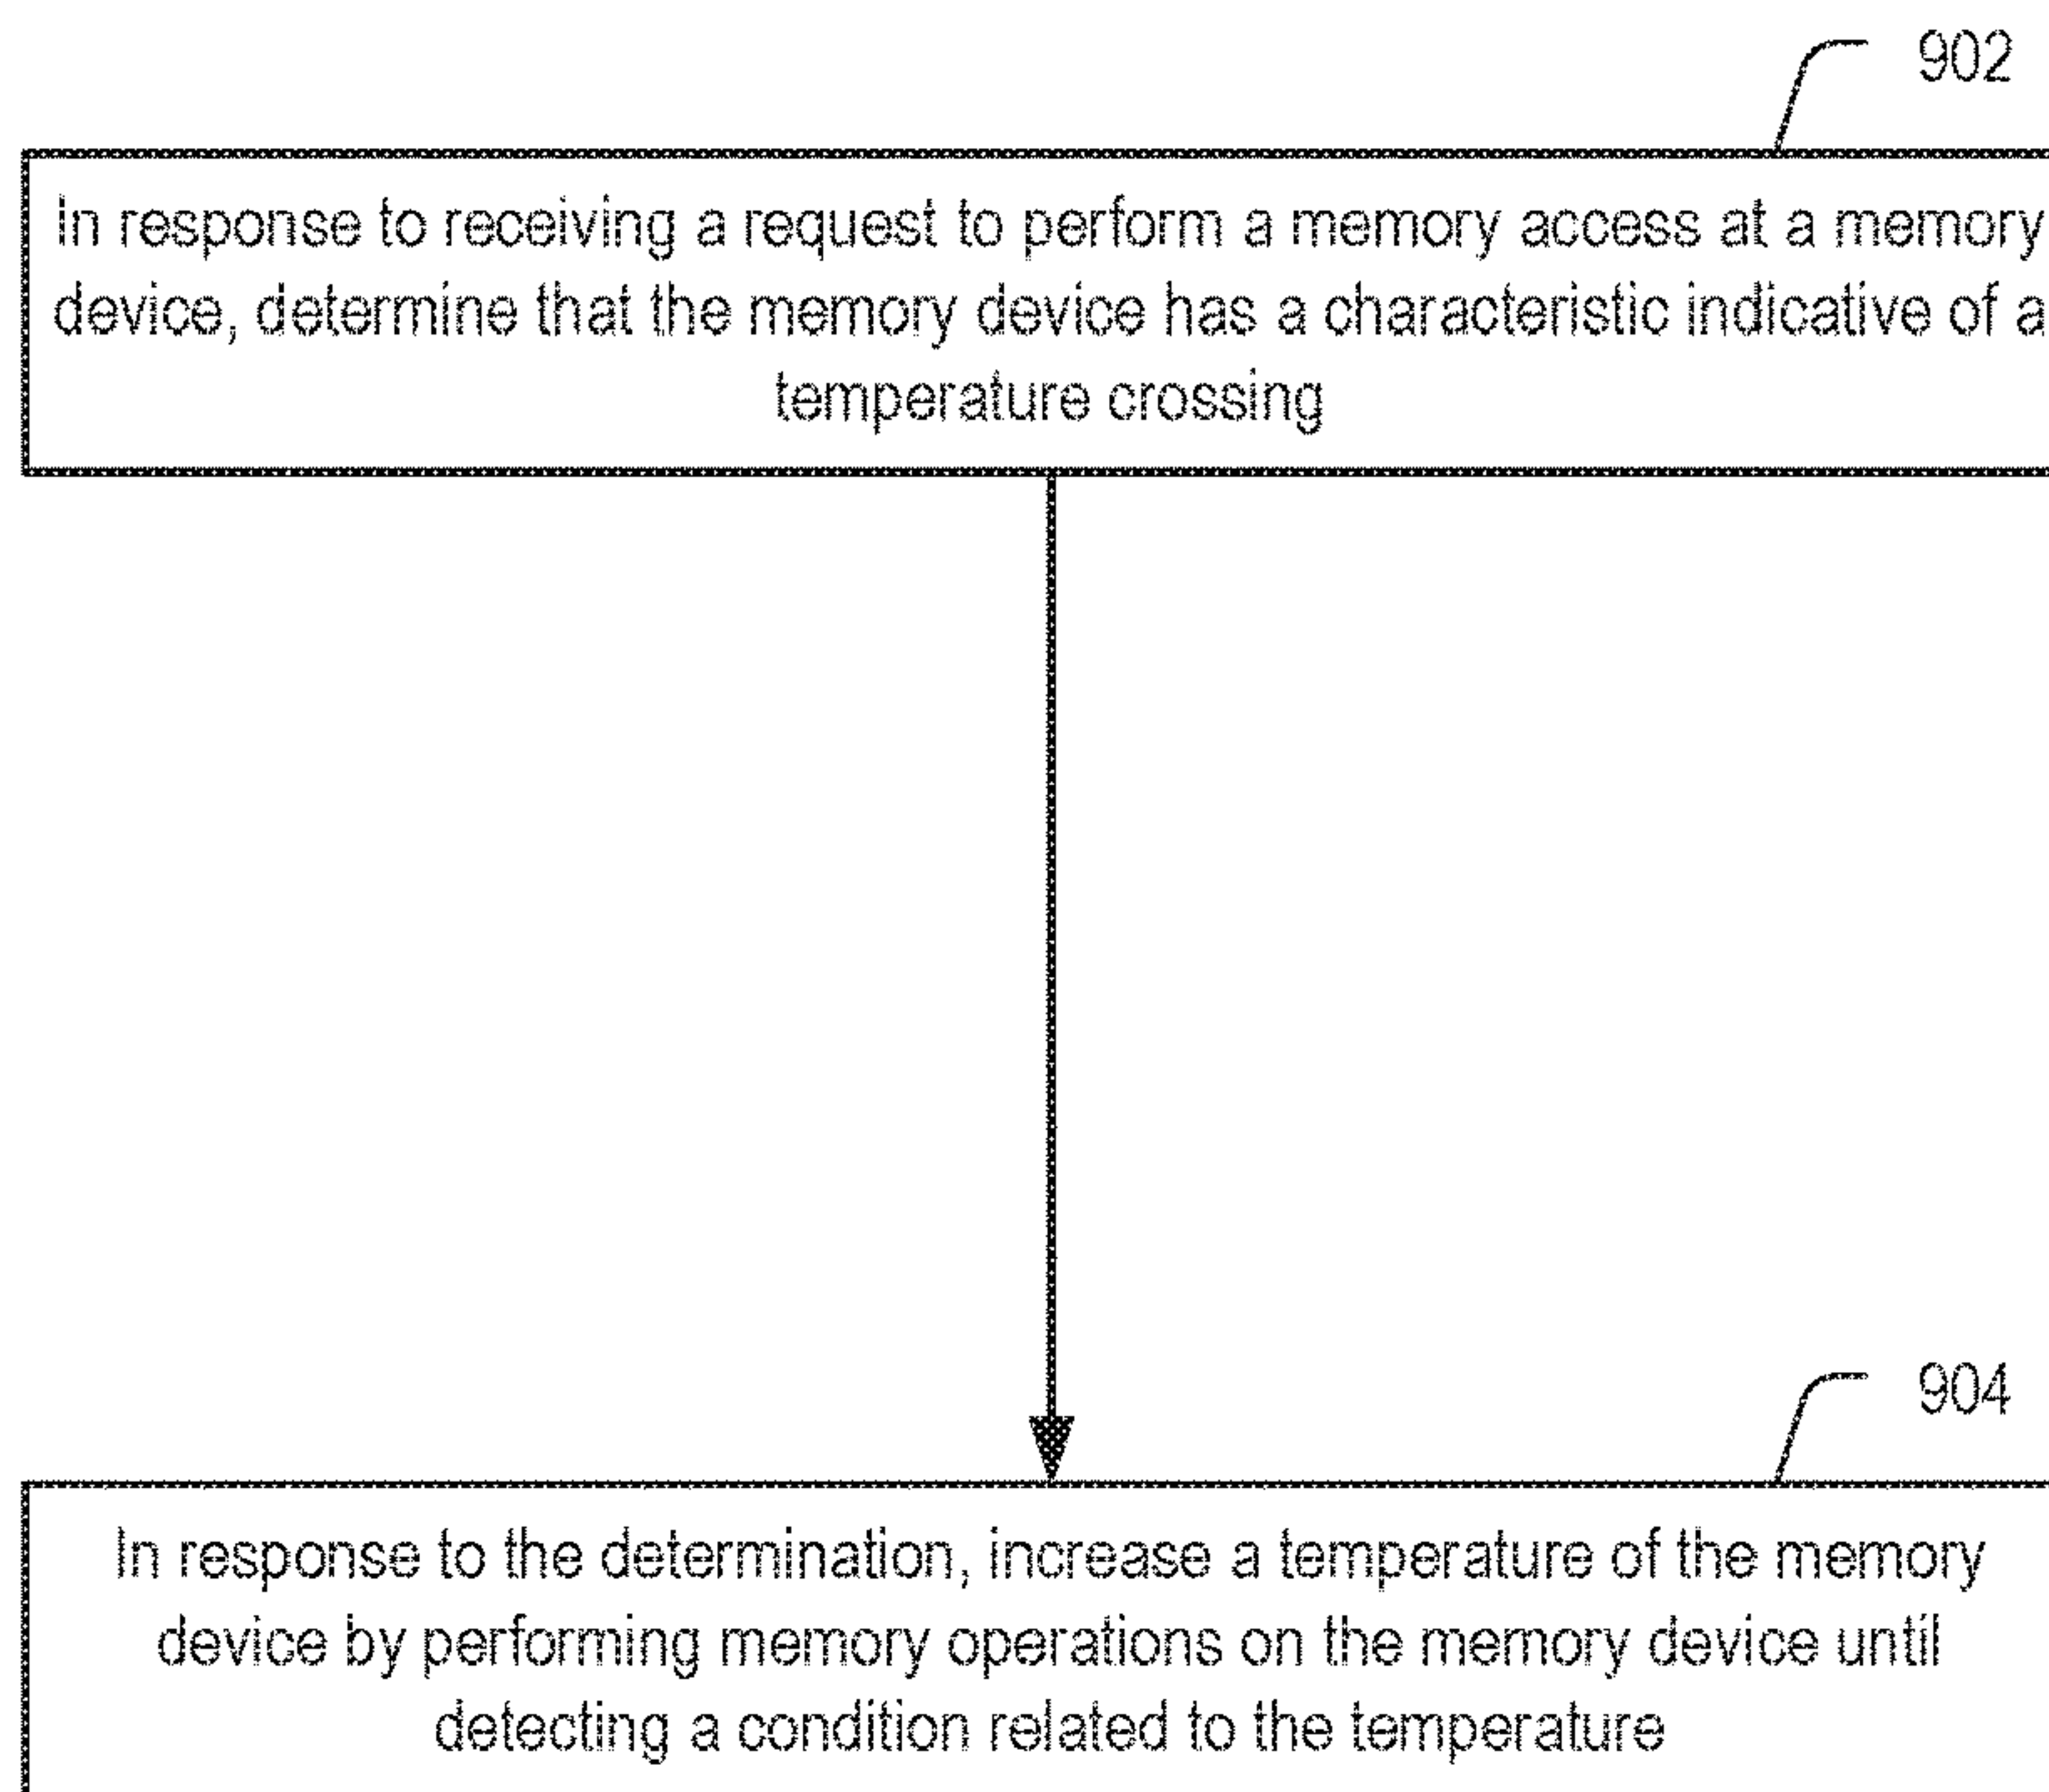 902
In response to receiving a request to perform a memory access at a memory
device, determine that the memory device has a characteristic indicative of a
temperature crossing
904
In response to the determination, increase a temperature of the memory
device by performing memory operations on the memory device until
detecting a condition related to the temperature